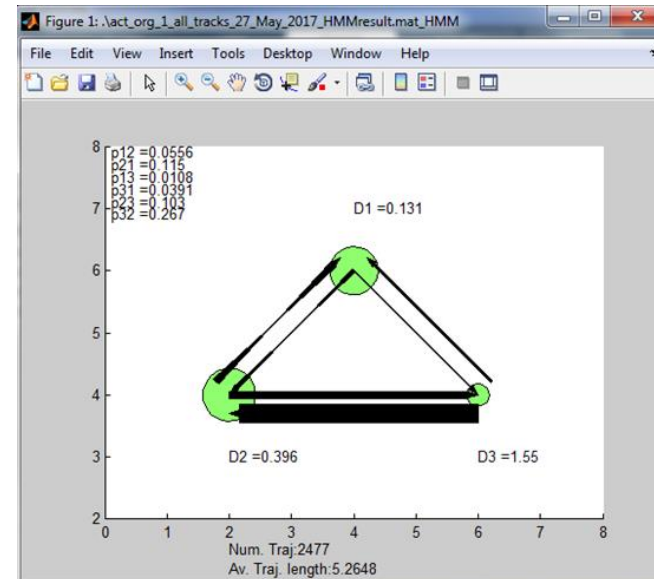 Figure 1: .\act_org_1_all_tracks_27_May_2017_HMMresult.mat_HMM
File Edit View Insert Tools Desktop Window Help
8
p12 =0.0556
p21 =0.115
p13 =0.0108
p31 =0.0391
p23 =0.103
p32 =0.267
7
D1 =0.131
6
5
4
3
D2 =0.396 D3 =1.55
2
0 1 2 3 4 5 6 7 8
Num. Traj:2477
Av. Traj. length:5.2648